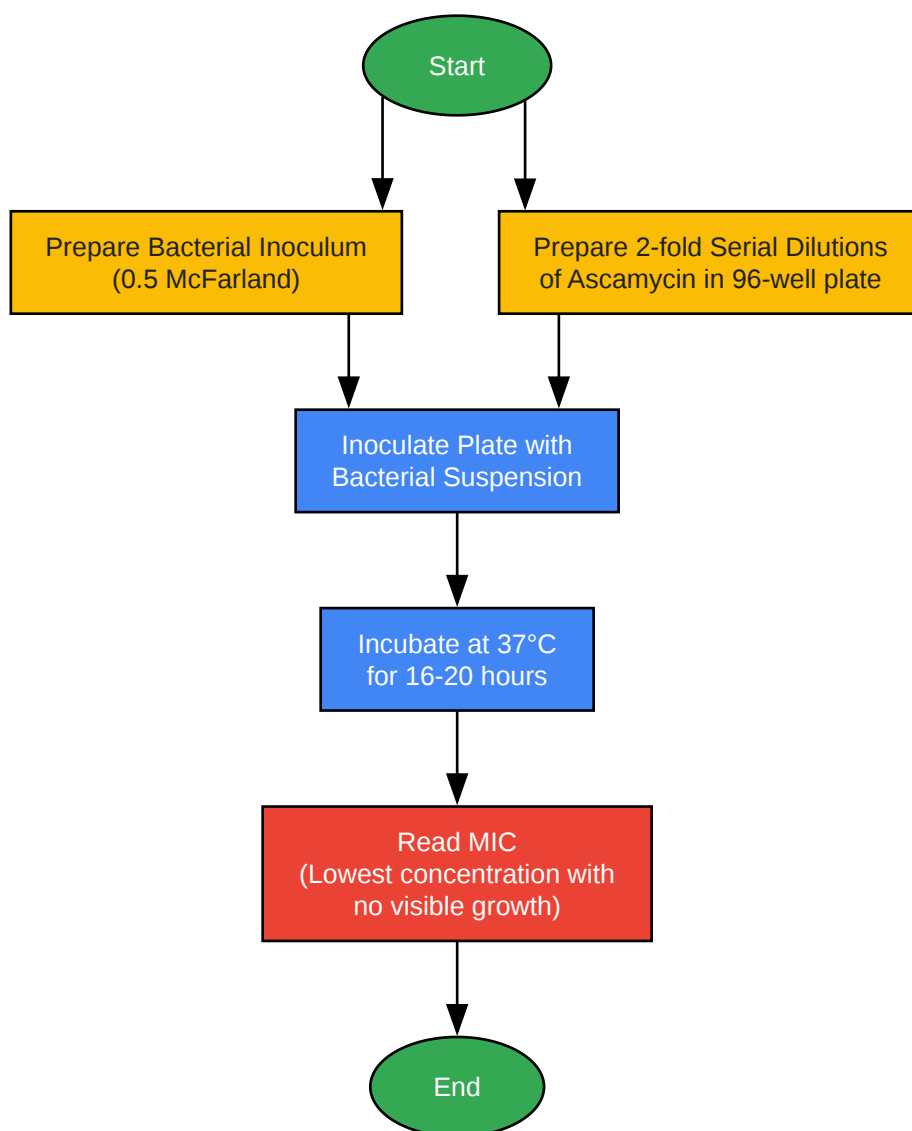 Start
Prepare Bacterial Inoculum
(0.5 McFarland)
Prepare 2-fold Serial Dilutions
of Ascamycin in 96-well plate
Inoculate Plate with
Bacterial Suspension
Incubate at 37°C
for 16-20 hours
Read MIC
(Lowest concentration with
no visible growth)
End